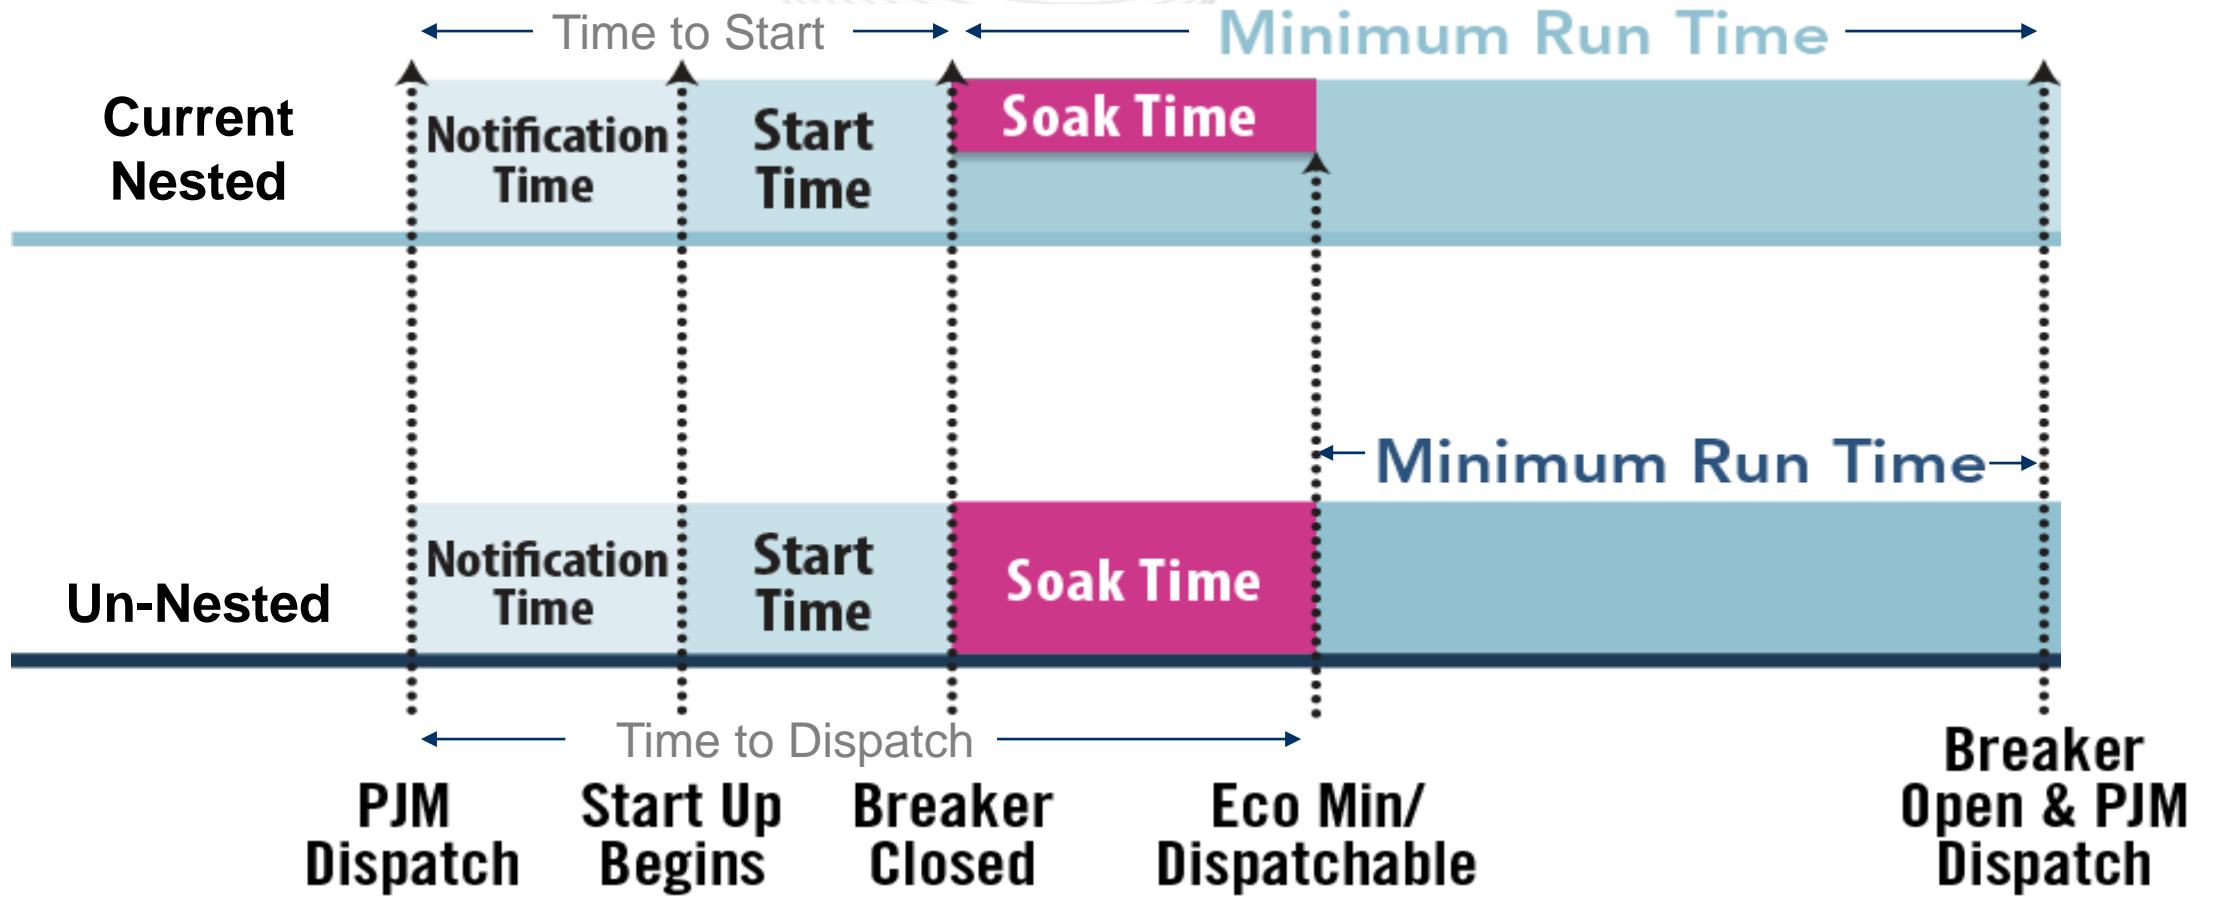 Time to Start
Minimum Run Time
Current
Nested
Notification
Time
Start
Time
Soak Time
Minimum Run Time
Un-Nested
Notification
Time
Start
Time
Soak Time
Time to Dispatch
PJM
Dispatch
Start Up
Begins
Breaker
Closed
Eco Min/
Dispatchable
Breaker
Open & PJM
Dispatch